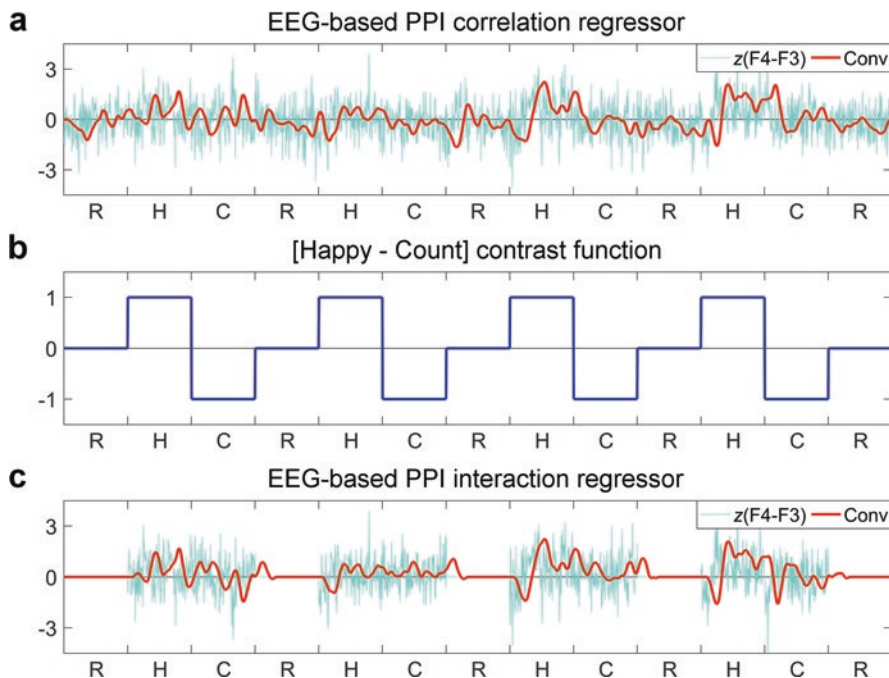 a EEG-based PPI correlation regressor
z(F4-F3) Conv
3
0
-3
R H C R H C R H C R H C R
b [Happy - Count] contrast function
1
0
-1
R H C R H C R H C R H C R
c EEG-based PPI interaction regressor
z(F4-F3) Conv
3
0
-3
R H C R H C R H C R H C R